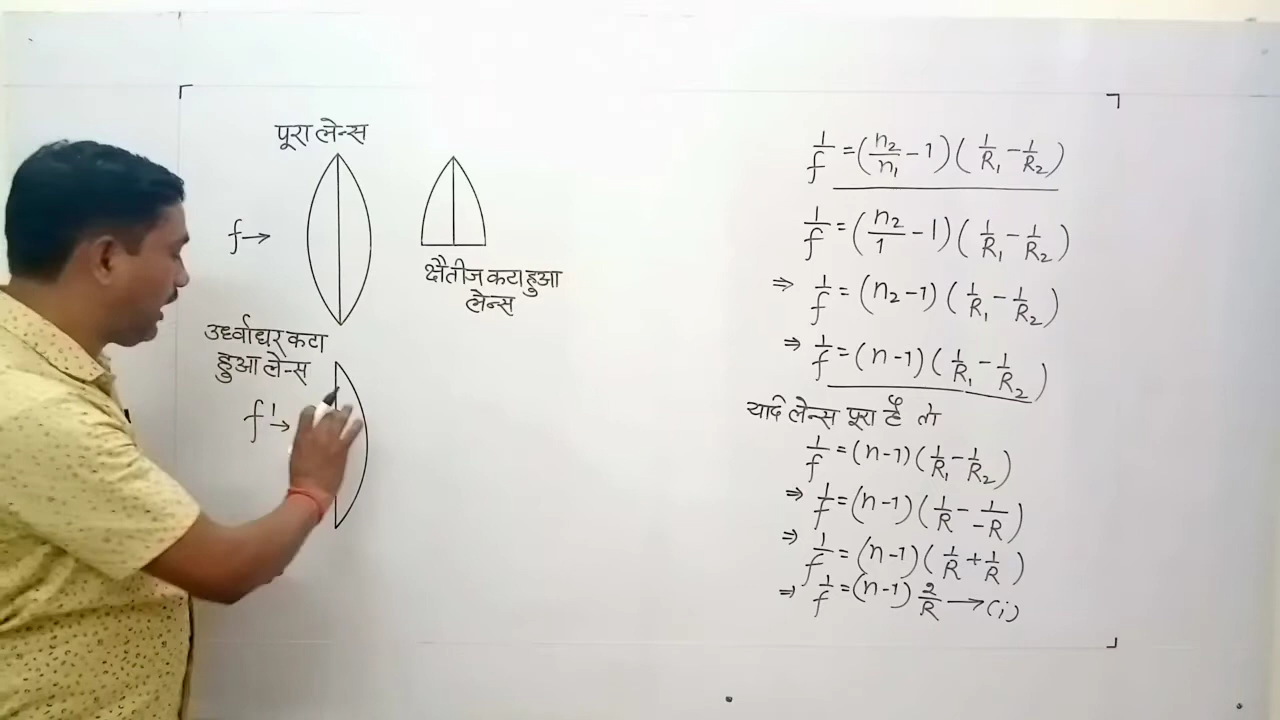 पूरा लेन्स
f→
क्षैतीज कटा हुआ
लेन्स
उर्ध्वाधर कटा
हुआ लेन्स
f¹→
1/f = (n₂/n₁ - 1) (1/R₁ - 1/R₂)
1/f = (n₂/1 - 1) (1/R₁ - 1/R₂)
⇒ 1/f = (n₂-1) (1/R₁ - 1/R₂)
⇒ 1/f = (n-1) (1/R₁ - 1/R₂)
यदि लेन्स पूरा है तो
1/f = (n-1) (1/R₁ - 1/R₂)
⇒ 1/f = (n-1) (1/R - 1/-R)
⇒ 1/f = (n-1) (1/R + 1/R)
⇒ 1/f = (n-1) 2/R → (i)